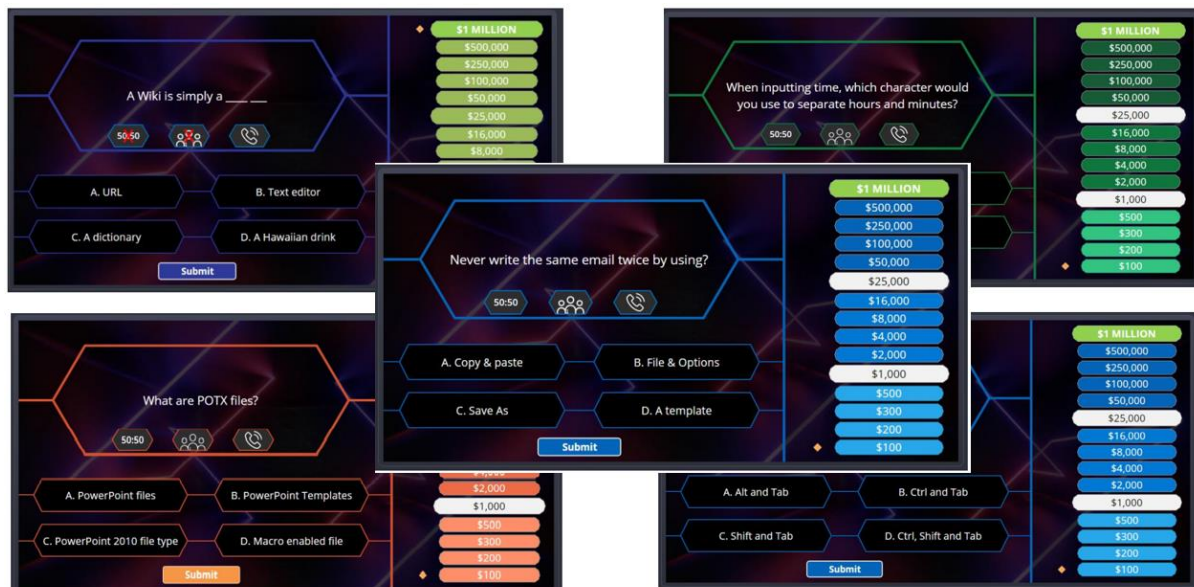 A Wiki is simply a ___ ___
50:50
A. URL
B. Text editor
C. A dictionary
D. A Hawaiian drink
Submit
$1 MILLION
$500,000
$250,000
$100,000
$50,000
$25,000
$16,000
$8,000
When inputting time, which character would
you use to separate hours and minutes?
50:50
$1 MILLION
$500,000
$250,000
$100,000
$50,000
$25,000
$16,000
$8,000
$4,000
$2,000
$1,000
$500
$300
$200
$100
Never write the same email twice by using?
50:50
A. Copy & paste
B. File & Options
C. Save As
D. A template
Submit
$1 MILLION
$500,000
$250,000
$100,000
$50,000
$25,000
$16,000
$8,000
$4,000
$2,000
$1,000
$500
$300
$200
$100
What are POTX files?
50:50
A. PowerPoint files
B. PowerPoint Templates
C. PowerPoint 2010 file type
D. Macro enabled file
Submit
$2,000
$1,000
$500
$300
$200
$100
A. Alt and Tab
B. Ctrl and Tab
C. Shift and Tab
D. Ctrl, Shift and Tab
Submit
$1 MILLION
$500,000
$250,000
$100,000
$50,000
$25,000
$16,000
$8,000
$4,000
$2,000
$1,000
$500
$300
$200
$100